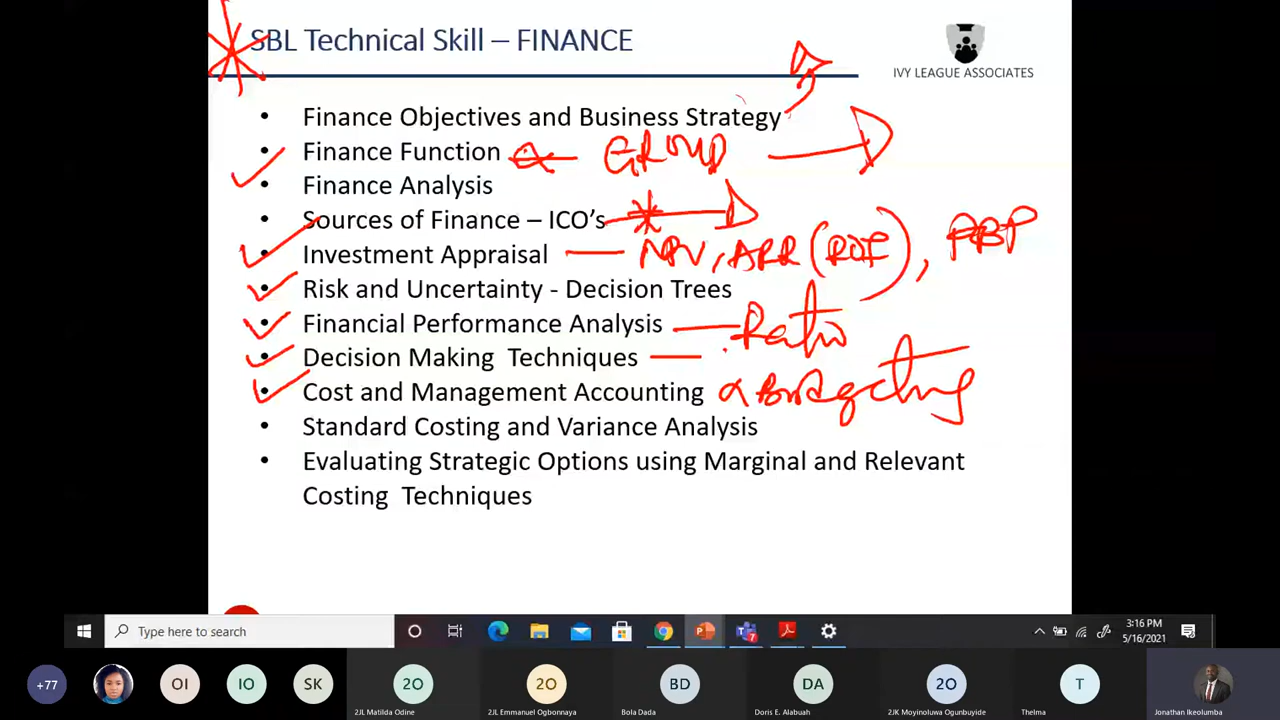 SBL Technical Skill – FINANCE
IVY LEAGUE ASSOCIATES
• Finance Objectives and Business Strategy
• Finance Function GROUP
• Finance Analysis
• Sources of Finance – ICO's
• Investment Appraisal — NPV, ARR (ROI), PBP
• Risk and Uncertainty - Decision Trees
• Financial Performance Analysis — Ratio
• Decision Making Techniques —
• Cost and Management Accounting & Budgeting
• Standard Costing and Variance Analysis
• Evaluating Strategic Options using Marginal and Relevant
Costing Techniques
Type here to search
3:16 PM
5/16/2021
+77
OI
IO
SK
2O
2O
BD
DA
2O
T
2JL Matilda Odine
2JL Emmanuel Ogbonnaya
Bola Dada
Doris E. Alabuah
2JK Moyinoluwa Ogunbuyide
Thelma
Jonathan Ikeolumba